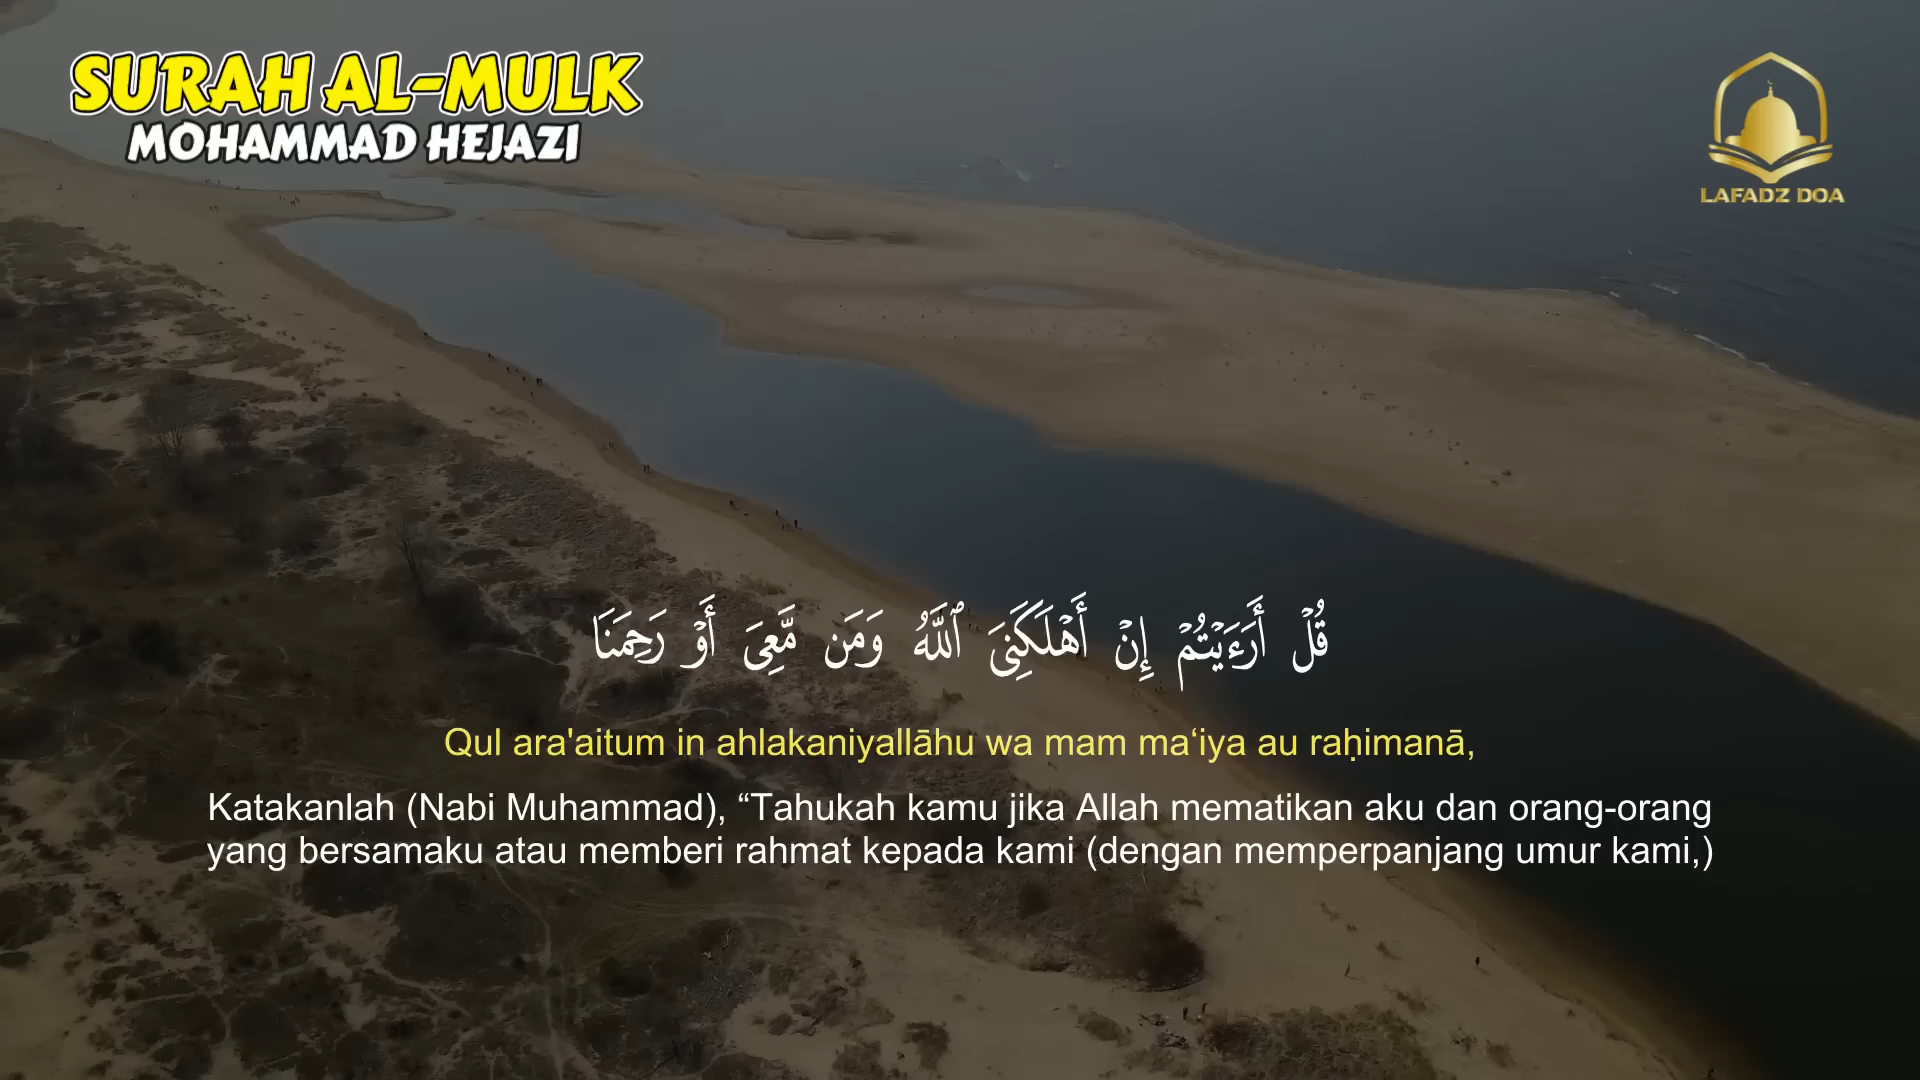 SURAH AL-MULK
MOHAMMAD HEJAZI
LAFADZ DOA
قُلْ أَرَءَيْتُمْ إِنْ أَهْلَكَنِىَ ٱللَّهُ وَمَن مَّعِىَ أَوْ رَحِمَنَا
Qul ara'aitum in ahlakaniyallāhu wa mam ma‘iya au raḥimanā,
Katakanlah (Nabi Muhammad), “Tahukah kamu jika Allah mematikan aku dan orang-orang
yang bersamaku atau memberi rahmat kepada kami (dengan memperpanjang umur kami,)